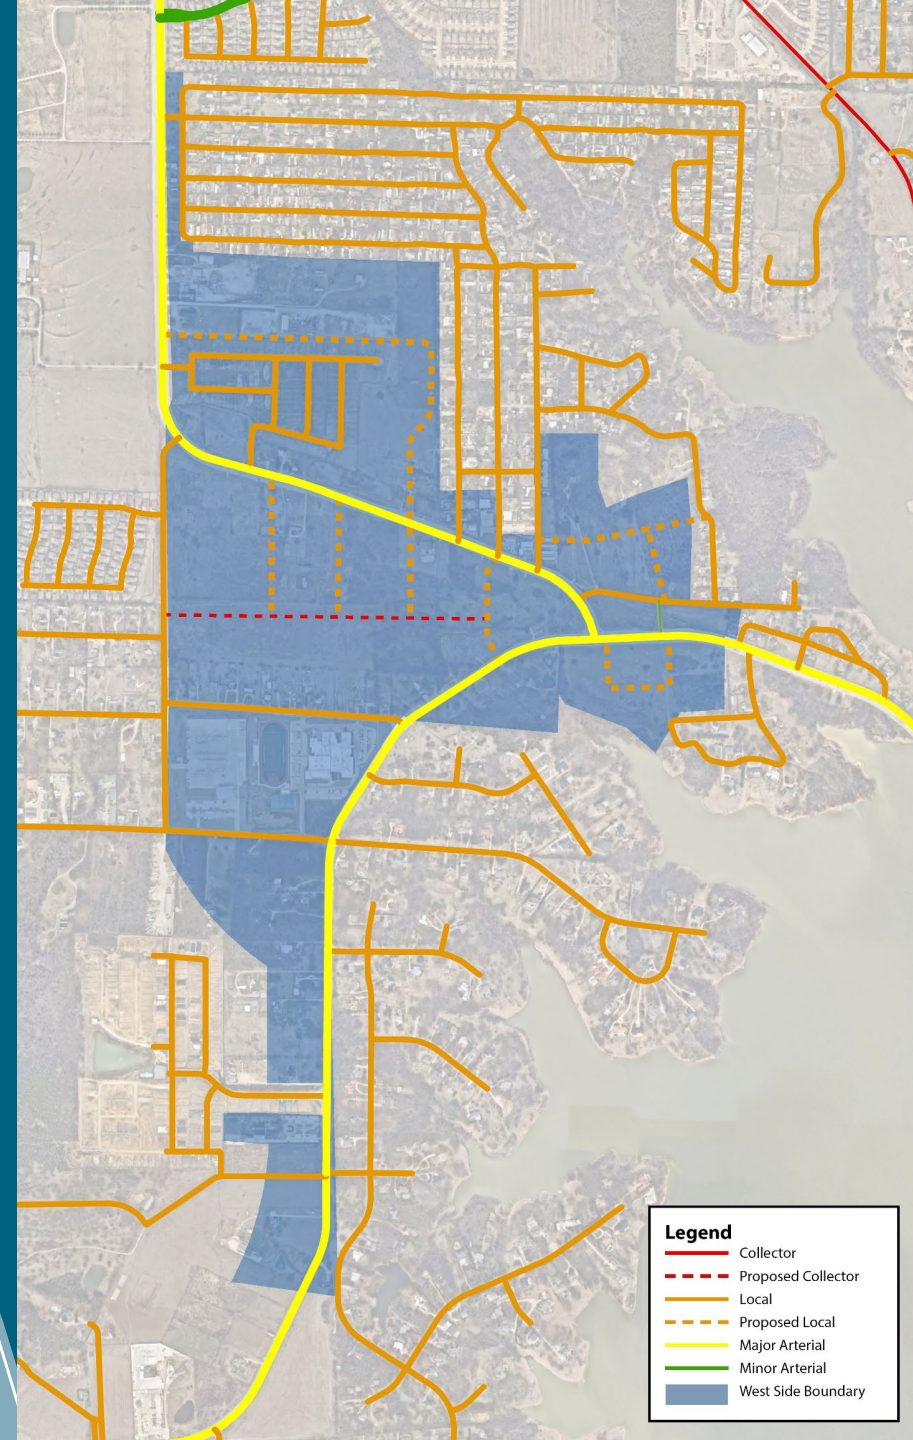 Legend
Collector
Proposed Collector
Local
Proposed Local
Major Arterial
Minor Arterial
West Side Boundary